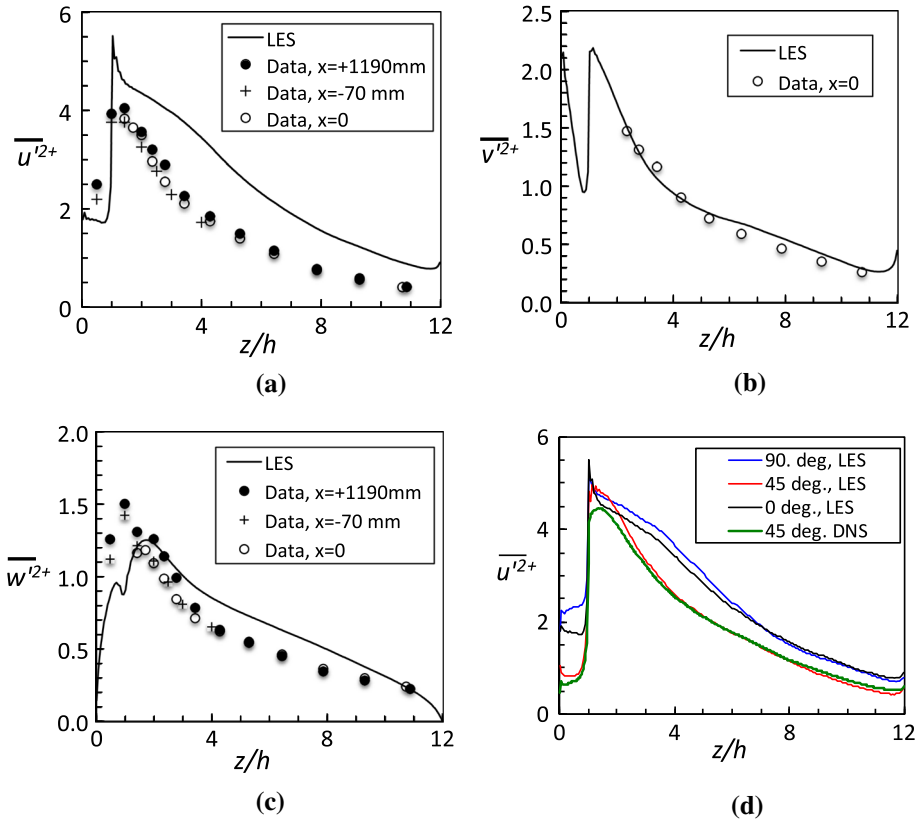 6
4
2
0
0 4 8 12
u'2+
z/h
LES
Data, x=+1190mm
Data, x=-70 mm
Data, x=0
(a)
2.5
2.0
1.5
1.0
0.5
0.0
0 4 8 12
v'2+
z/h
LES
Data, x=0
(b)
2.0
1.5
1.0
0.5
0.0
0 4 8 12
w'2+
z/h
LES
Data, x=+1190mm
Data, x=-70 mm
Data, x=0
(c)
6
4
2
0
0 4 8 12
u'2+
z/h
90. deg, LES
45 deg., LES
0 deg., LES
45 deg. DNS
(d)